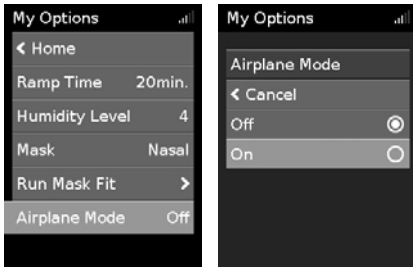 My Options
< Home
Ramp Time 20min.
Humidity Level 4
Mask Nasal
Run Mask Fit >
Airplane Mode Off
My Options
Airplane Mode
< Cancel
Off
On